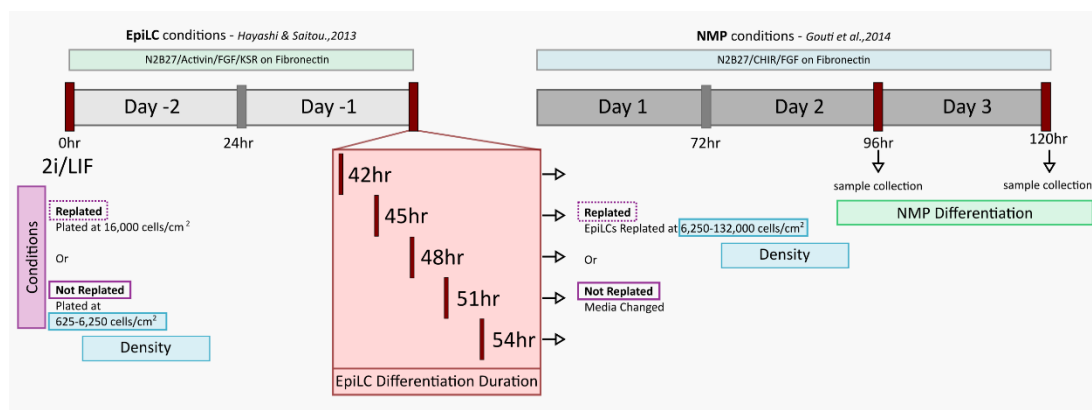 EpiLC conditions - Hayashi & Saitou.,2013
N2B27/Activin/FGF/KSR on Fibronectin
Day -2
Day -1
0hr
24hr
2i/LIF
NMP conditions - Gouti et al.,2014
N2B27/CHIR/FGF on Fibronectin
Day 1
Day 2
Day 3
72hr
96hr
120hr
sample collection
sample collection
NMP Differentiation
Conditions
Replated
Plated at 16,000 cells/cm²
Or
Not Replated
Plated at
625-6,250 cells/cm²
Density
42hr
45hr
48hr
51hr
54hr
EpiLC Differentiation Duration
Replated
EpiLCs Replated at 6,250-132,000 cells/cm²
Density
Or
Not Replated
Media Changed